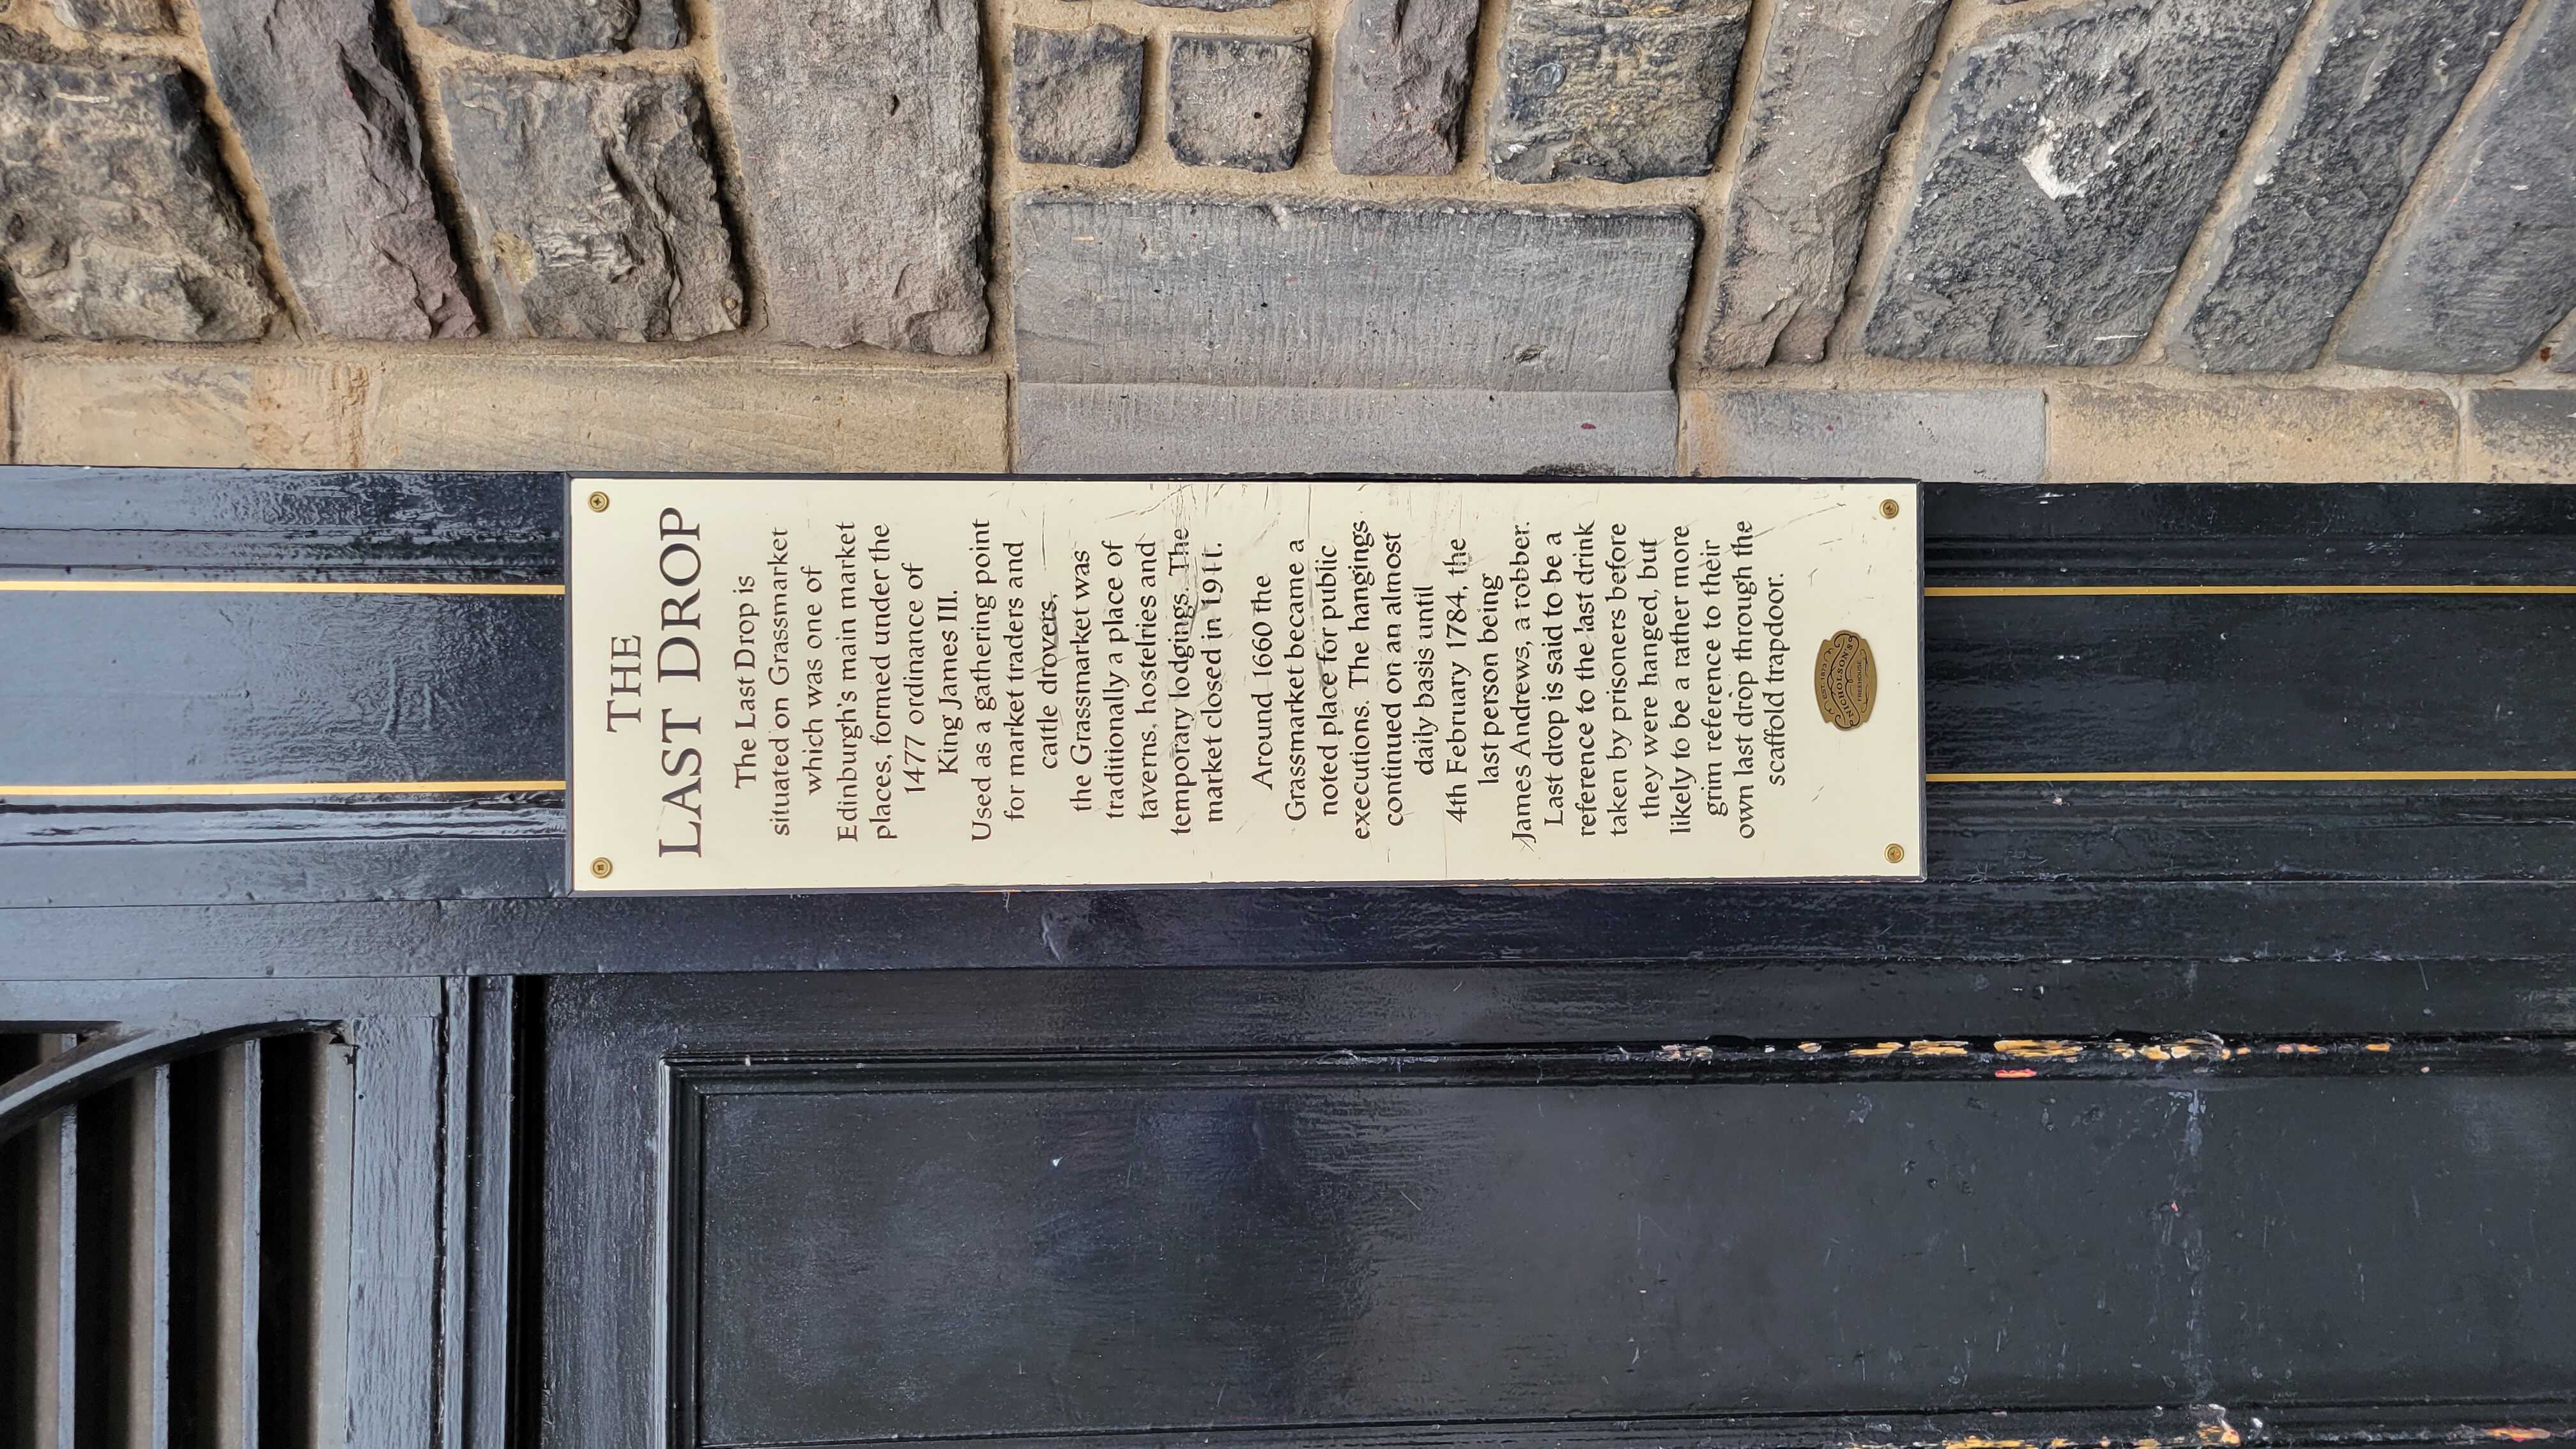 THE
LAST DROP
The Last Drop is
situated on Grassmarket
which was one of
Edinburgh's main market
places, formed under the
1477 ordinance of
King James III.
Used as a gathering point
for market traders and
cattle drovers,
the Grassmarket was
traditionally a place of
taverns, hostelries and
temporary lodgings. The
market closed in 1911.
Around 1660 the
Grassmarket became a
noted place for public
executions. The hangings
continued on an almost
daily basis until
4th February 1784, the
last person being
James Andrews, a robber.
Last drop is said to be a
reference to the last drink
taken by prisoners before
they were hanged, but
likely to be a rather more
grim reference to their
own last drop through the
scaffold trapdoor.
EST. 1873
NICHOLSON'S
FREEHOUSE